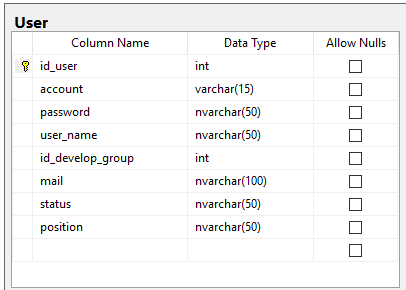 User
Column Name Data Type Allow Nulls
id_user int
account varchar(15)
password nvarchar(50)
user_name nvarchar(50)
id_develop_group int
mail nvarchar(100)
status nvarchar(50)
position nvarchar(50)